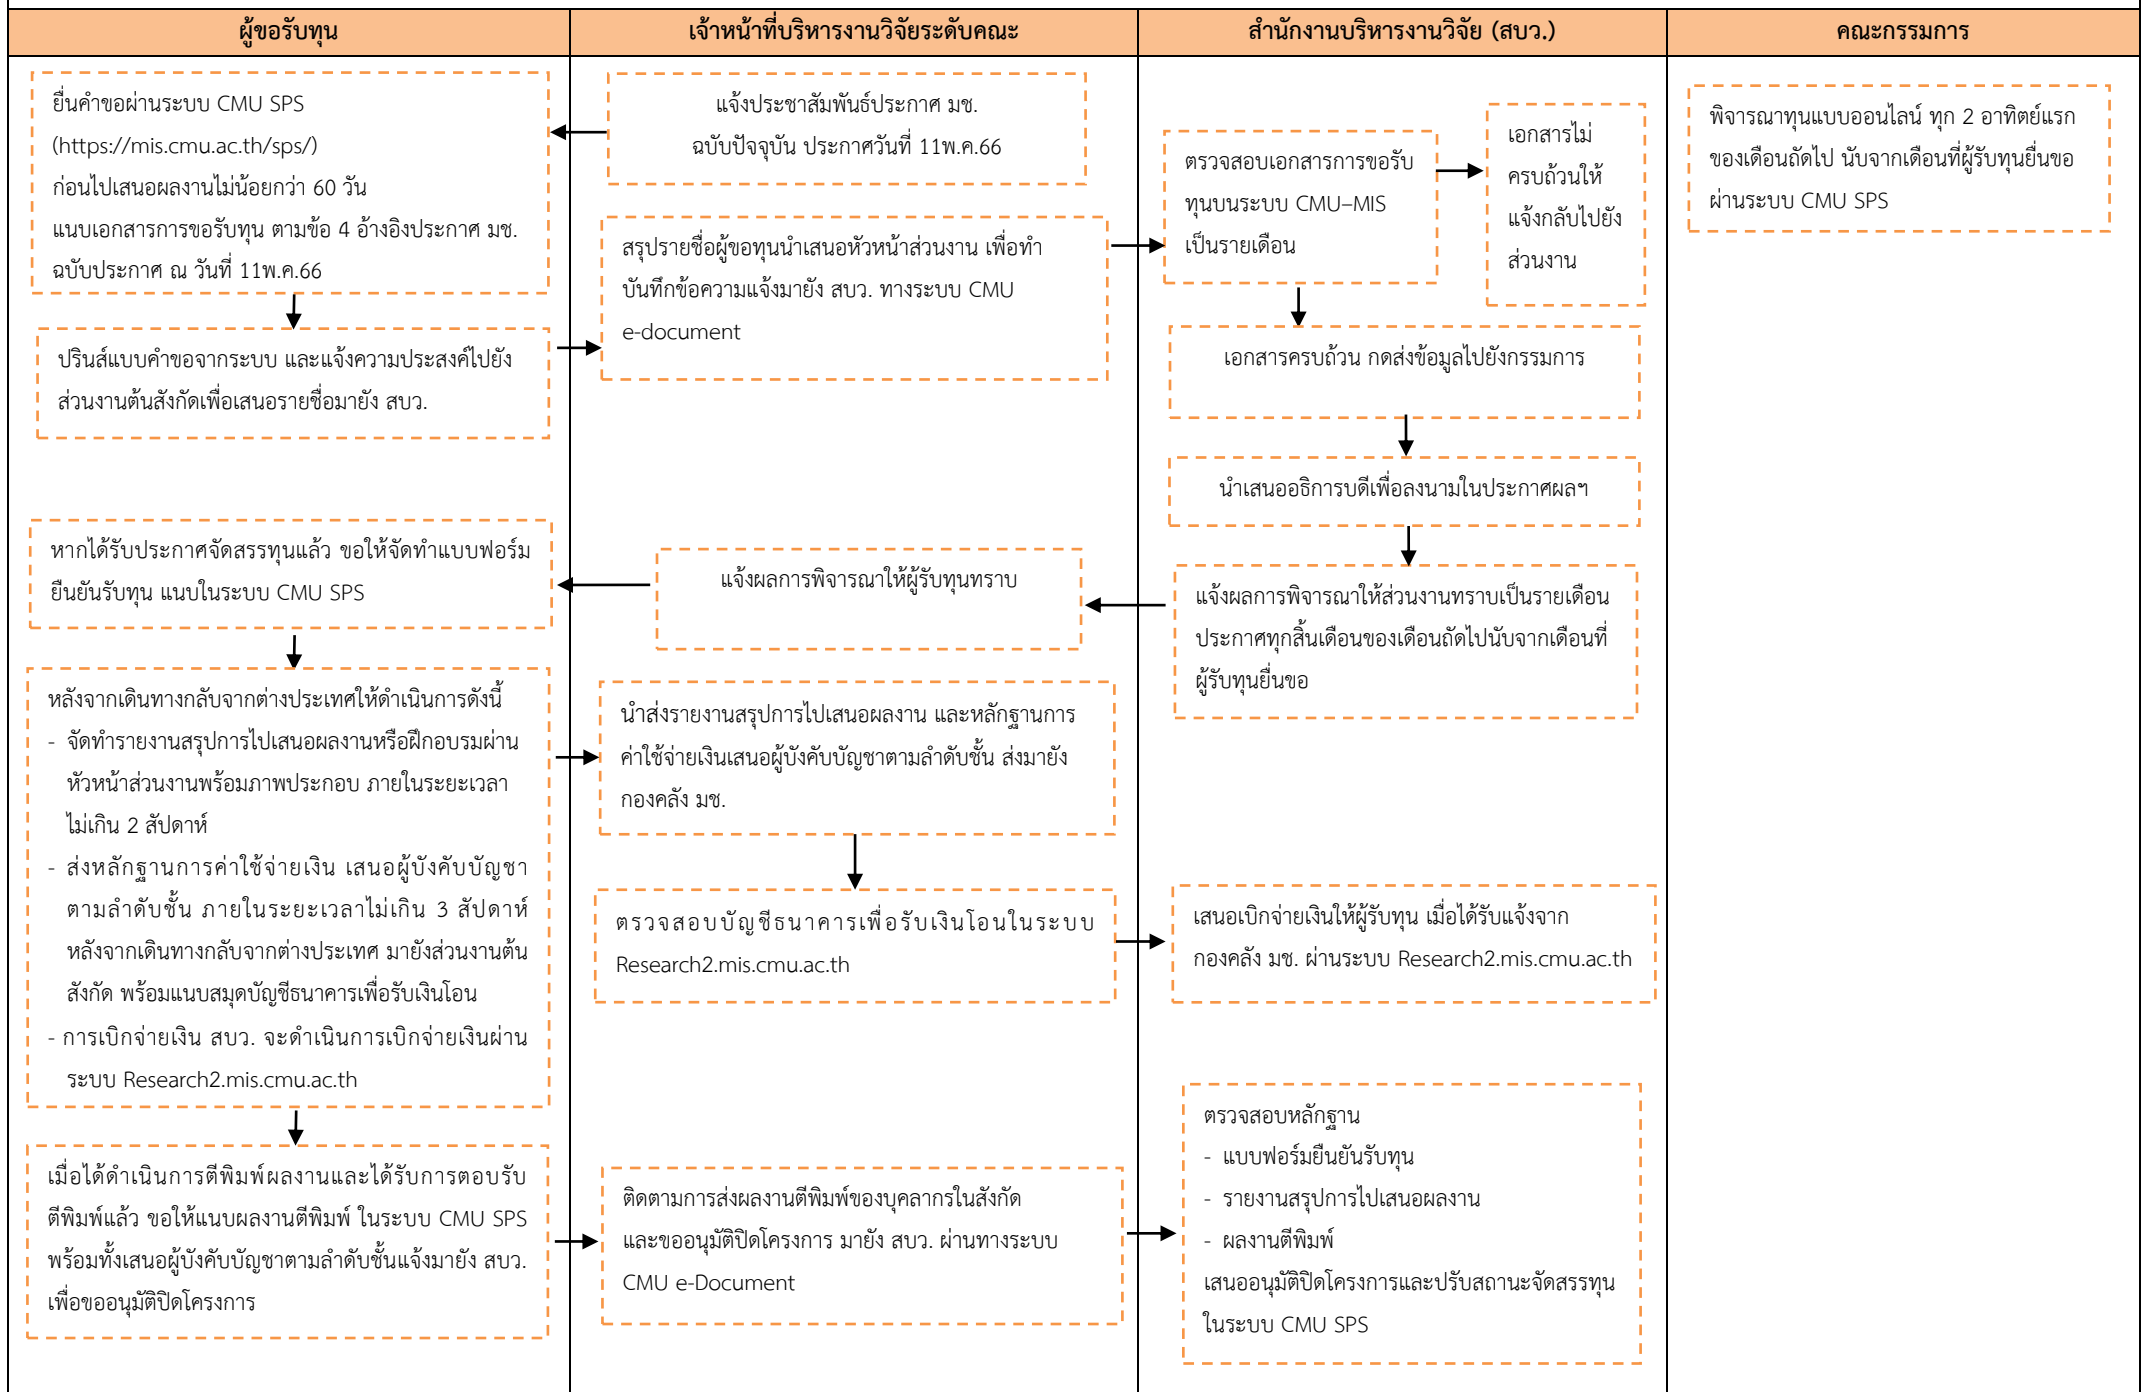 ผู้ขอรับทุน
เจ้าหน้าที่บริหารงานวิจัยระดับคณะ
สำนักงานบริหารงานวิจัย (สบว.)
คณะกรรมการ
ยื่นคำขอผ่านระบบ CMU SPS
(https://mis.cmu.ac.th/sps/)
ก่อนไปเสนอผลงานไม่น้อยกว่า 60 วัน
แนบเอกสารการขอรับทุน ตามข้อ 4 อ้างอิงประกาศ มช.
ฉบับประกาศ ณ วันที่ 11พ.ค.66
ปรินส์แบบคำขอจากระบบ และแจ้งความประสงค์ไปยัง
ส่วนงานต้นสังกัดเพื่อเสนอรายชื่อมายัง สบว.
หากได้รับประกาศจัดสรรทุนแล้ว ขอให้จัดทำแบบฟอร์ม
ยืนยันรับทุน แนบในระบบ CMU SPS
หลังจากเดินทางกลับจากต่างประเทศให้ดำเนินการดังนี้
- จัดทำรายงานสรุปการไปเสนอผลงานหรือฝึกอบรมผ่าน
หัวหน้าส่วนงานพร้อมภาพประกอบ ภายในระยะเวลา
ไม่เกิน 2 สัปดาห์
- ส่งหลักฐานการค่าใช้จ่ายเงิน เสนอผู้บังคับบัญชา
ตามลำดับชั้น ภายในระยะเวลาไม่เกิน 3 สัปดาห์
หลังจากเดินทางกลับจากต่างประเทศ มายังส่วนงานต้น
สังกัด พร้อมแนบสมุดบัญชีธนาคารเพื่อรับเงินโอน
- การเบิกจ่ายเงิน สบว. จะดำเนินการเบิกจ่ายเงินผ่าน
ระบบ Research2.mis.cmu.ac.th
เมื่อได้ดำเนินการตีพิมพ์ผลงานและได้รับการตอบรับ
ตีพิมพ์แล้ว ขอให้แนบผลงานตีพิมพ์ ในระบบ CMU SPS
พร้อมทั้งเสนอผู้บังคับบัญชาตามลำดับชั้นแจ้งมายัง สบว.
เพื่อขออนุมัติปิดโครงการ
แจ้งประชาสัมพันธ์ประกาศ มช.
ฉบับปัจจุบัน ประกาศวันที่ 11พ.ค.66
สรุปรายชื่อผู้ขอทุนนำเสนอหัวหน้าส่วนงาน เพื่อทำ
บันทึกข้อความแจ้งมายัง สบว. ทางระบบ CMU
e-document
แจ้งผลการพิจารณาให้ผู้รับทุนทราบ
นำส่งรายงานสรุปการไปเสนอผลงาน และหลักฐานการ
ค่าใช้จ่ายเงินเสนอผู้บังคับบัญชาตามลำดับชั้น ส่งมายัง
กองคลัง มช.
ตรวจสอบบัญชีธนาคารเพื่อรับเงินโอนในระบบ
Research2.mis.cmu.ac.th
ติดตามการส่งผลงานตีพิมพ์ของบุคลากรในสังกัด
และขออนุมัติปิดโครงการ มายัง สบว. ผ่านทางระบบ
CMU e-Document
ตรวจสอบเอกสารการขอรับ
ทุนบนระบบ CMU–MIS
เป็นรายเดือน
เอกสารไม่
ครบถ้วนให้
แจ้งกลับไปยัง
ส่วนงาน
เอกสารครบถ้วน กดส่งข้อมูลไปยังกรรมการ
นำเสนออธิการบดีเพื่อลงนามในประกาศผลฯ
แจ้งผลการพิจารณาให้ส่วนงานทราบเป็นรายเดือน
ประกาศทุกสิ้นเดือนของเดือนถัดไปนับจากเดือนที่
ผู้รับทุนยื่นขอ
เสนอเบิกจ่ายเงินให้ผู้รับทุน เมื่อได้รับแจ้งจาก
กองคลัง มช. ผ่านระบบ Research2.mis.cmu.ac.th
ตรวจสอบหลักฐาน
- แบบฟอร์มยืนยันรับทุน
- รายงานสรุปการไปเสนอผลงาน
- ผลงานตีพิมพ์
เสนออนุมัติปิดโครงการและปรับสถานะจัดสรรทุน
ในระบบ CMU SPS
พิจารณาทุนแบบออนไลน์ ทุก 2 อาทิตย์แรก
ของเดือนถัดไป นับจากเดือนที่ผู้รับทุนยื่นขอ
ผ่านระบบ CMU SPS